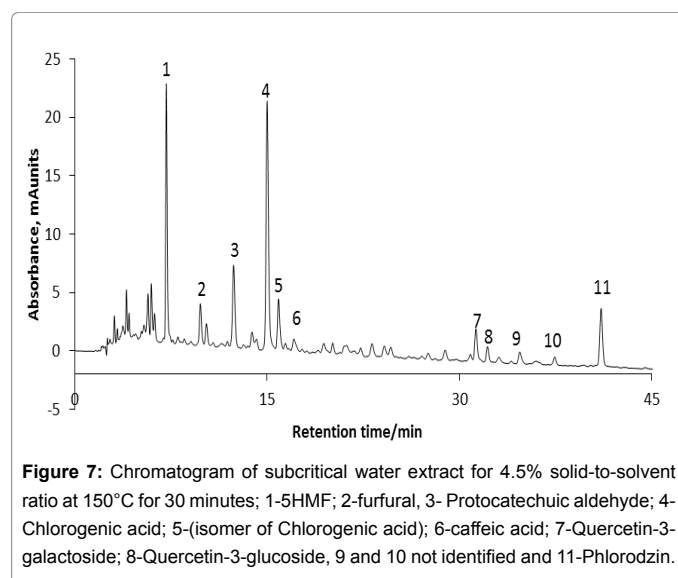 25
20
15
10
5
0
-5
Absorbance, mAunits
1
2
3
4
5
6
7
8
9
10
11
0 15 30 45
Retention time/min
Figure 7: Chromatogram of subcritical water extract for 4.5% solid-to-solvent
ratio at 150°C for 30 minutes; 1-5HMF; 2-furfural, 3- Protocatechuic aldehyde; 4-
Chlorogenic acid; 5-(isomer of Chlorogenic acid); 6-caffeic acid; 7-Quercetin-3-
galactoside; 8-Quercetin-3-glucoside, 9 and 10 not identified and 11-Phlorodzin.